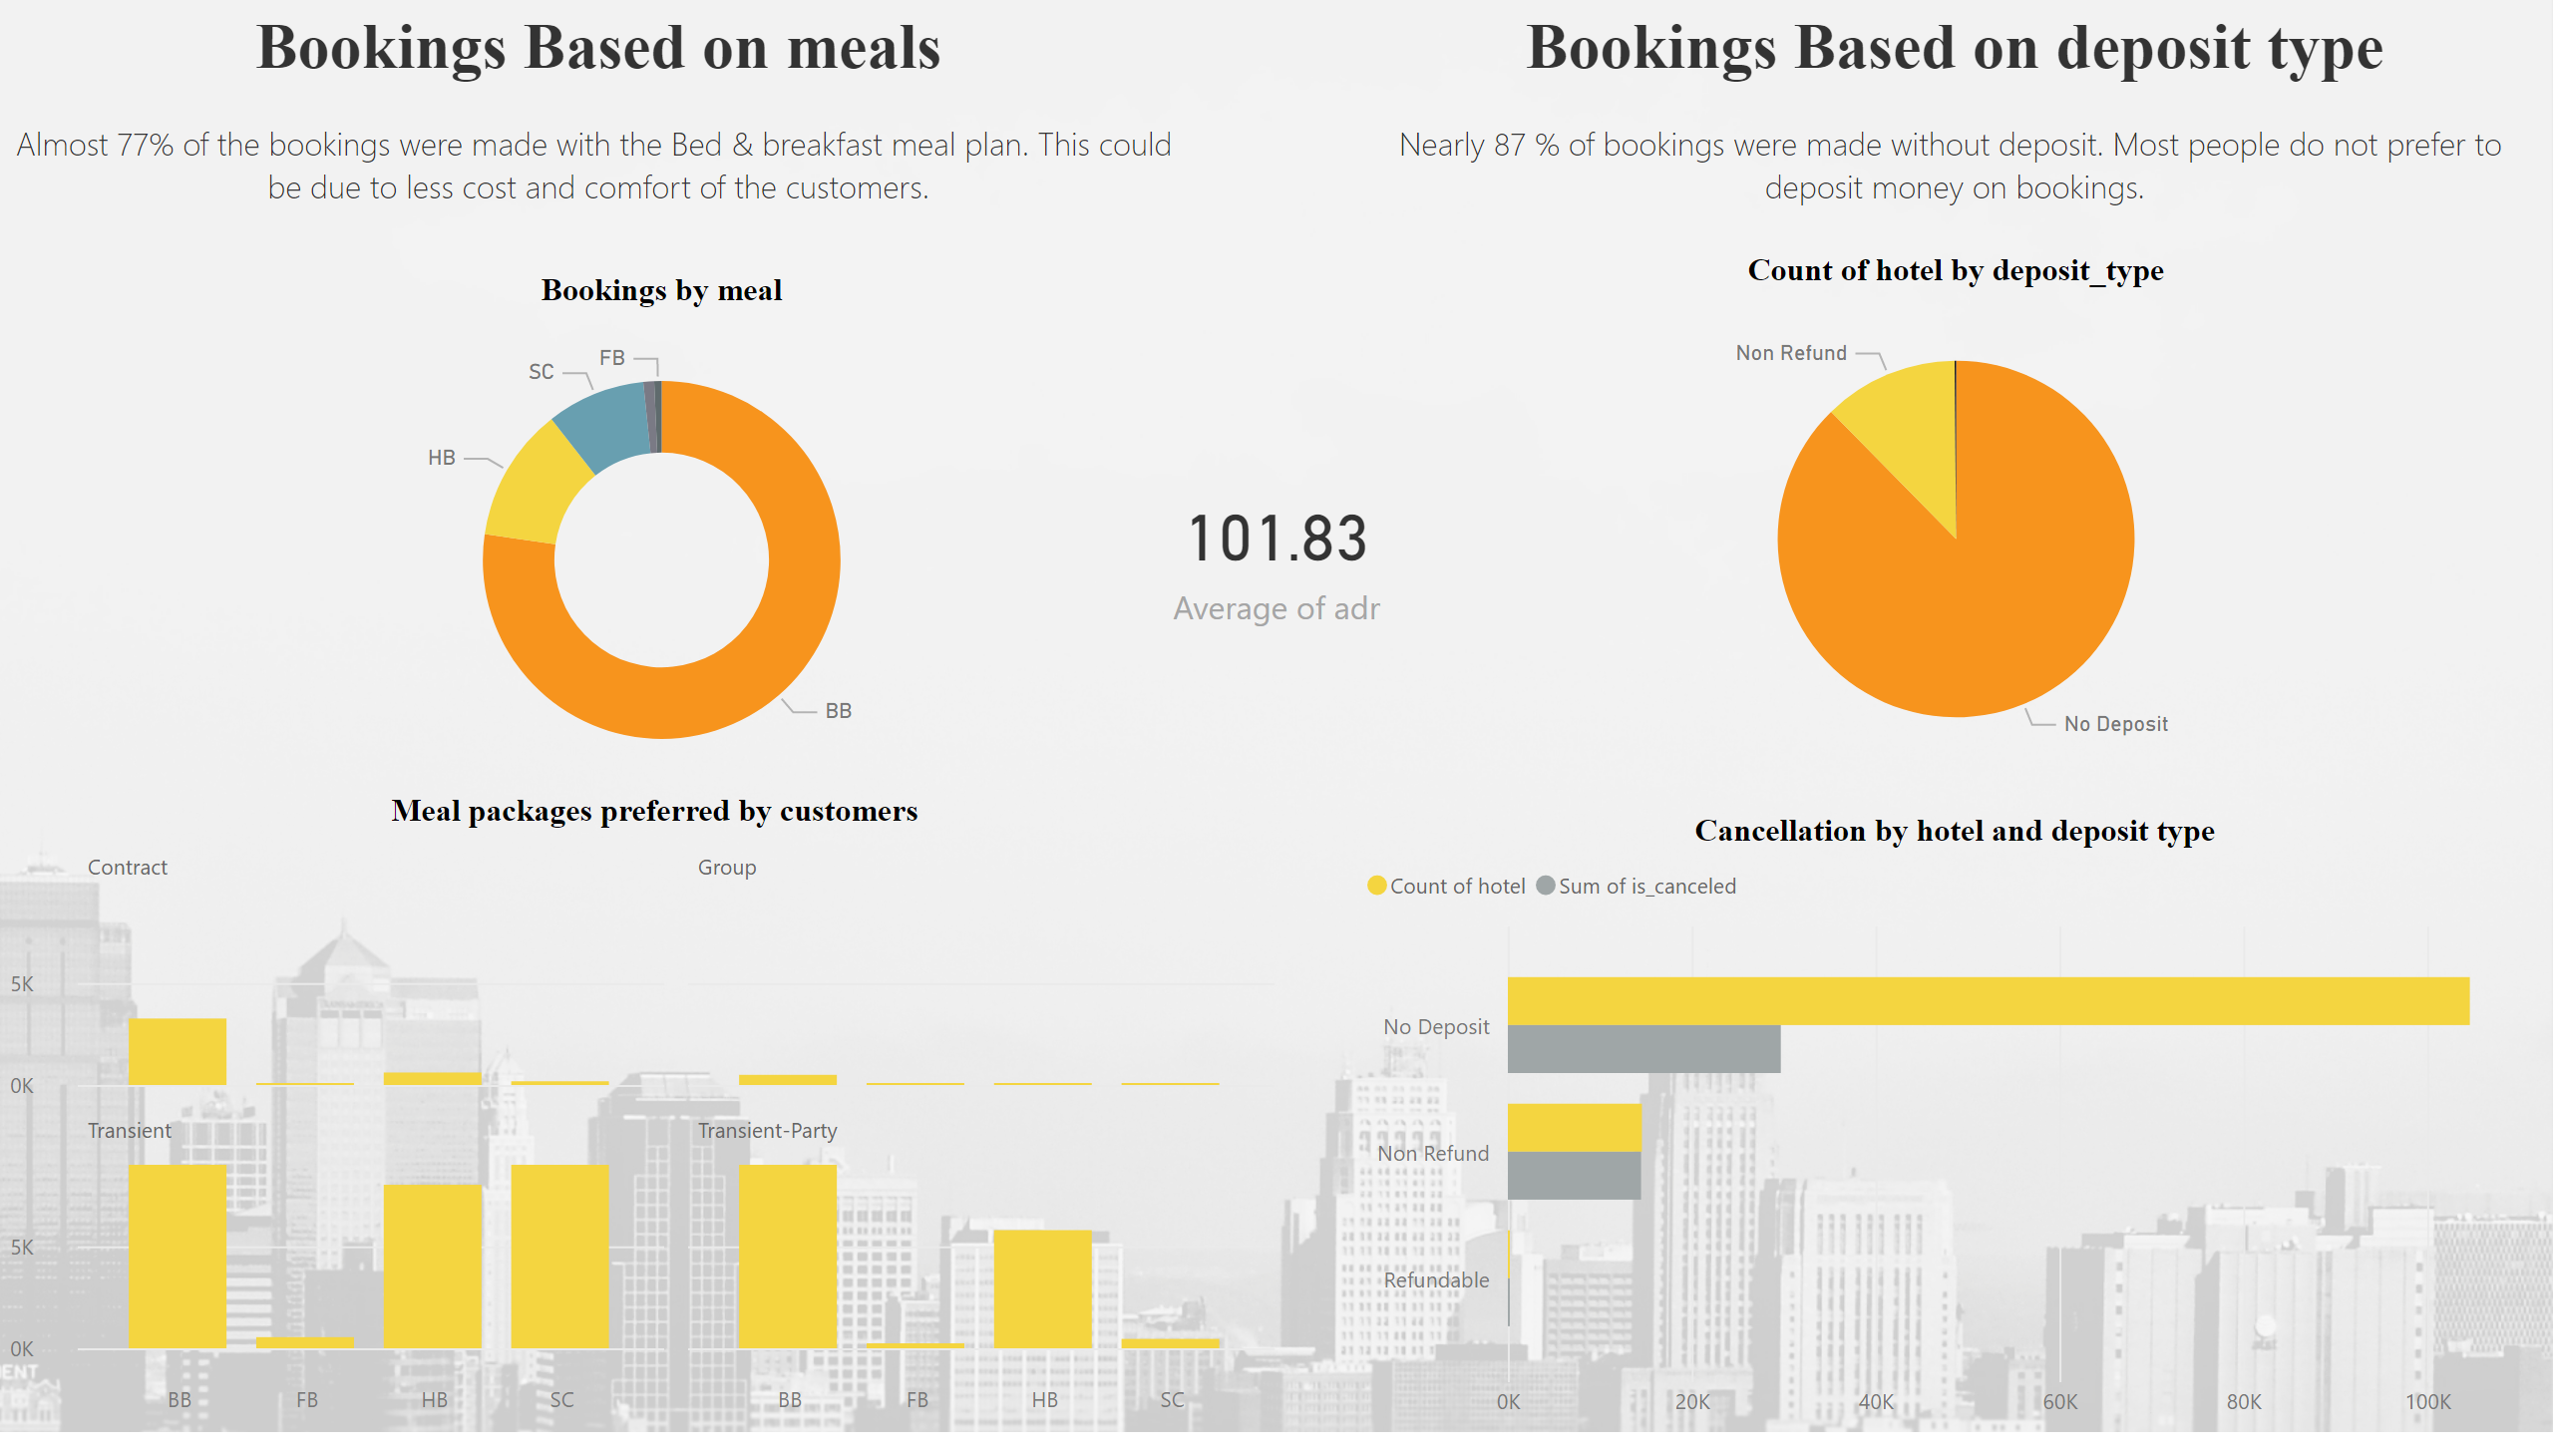 Bookings Based on meals
Almost 77% of the bookings were made with the Bed & breakfast meal plan. This could
be due to less cost and comfort of the customers.
Bookings by meal
FB
SC
HB
BB
101.83
Average of adr
Bookings Based on deposit type
Nearly 87 % of bookings were made without deposit. Most people do not prefer to
deposit money on bookings.
Count of hotel by deposit_type
Non Refund
No Deposit
Meal packages preferred by customers
Contract
Group
5K
0K
Transient
Transient-Party
5K
0K
BB FB HB SC BB FB HB SC
ENT
Cancellation by hotel and deposit type
Count of hotel Sum of is_canceled
No Deposit
Non Refund
Refundable
0K 20K 40K 60K 80K 100K